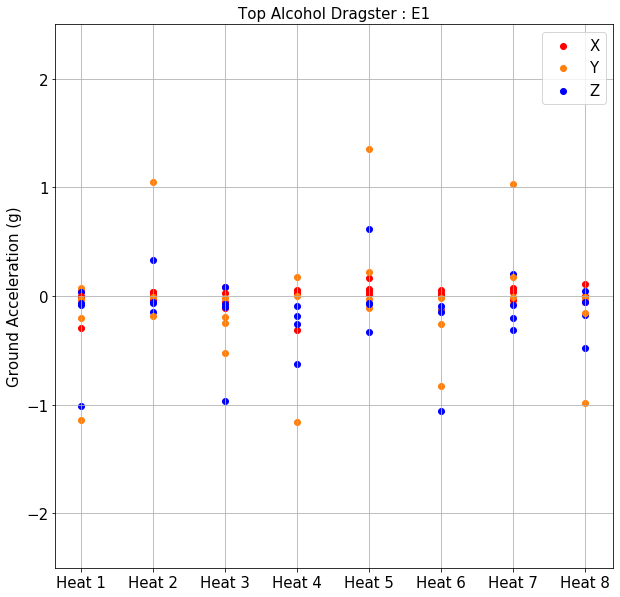 Top Alcohol Dragster : E1
X
Y
Z
Ground Acceleration (g)
2
1
0
−1
−2
Heat 1 Heat 2 Heat 3 Heat 4 Heat 5 Heat 6 Heat 7 Heat 8